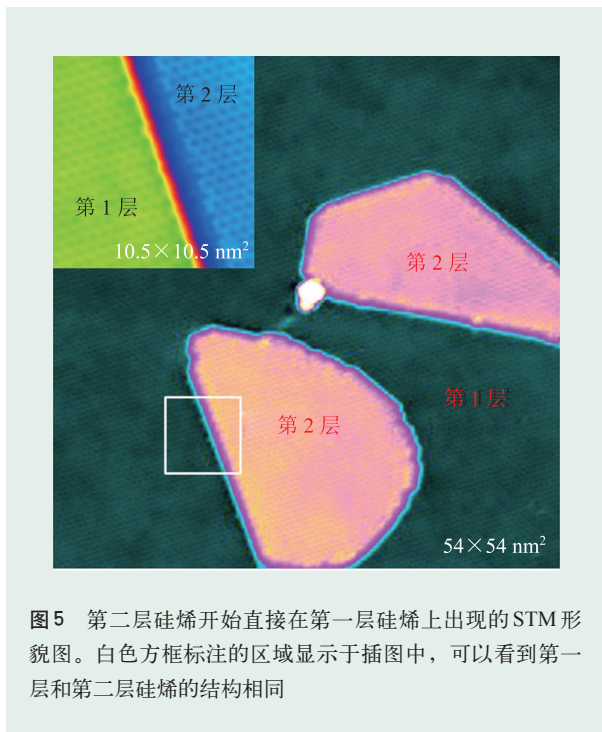 第 2 层
第 1 层
10.5×10.5 nm²
第 2 层
第 1 层
第 2 层
54×54 nm²
图5 第二层硅烯开始直接在第一层硅烯上出现的STM形
貌图。白色方框标注的区域显示于插图中，可以看到第一
层和第二层硅烯的结构相同